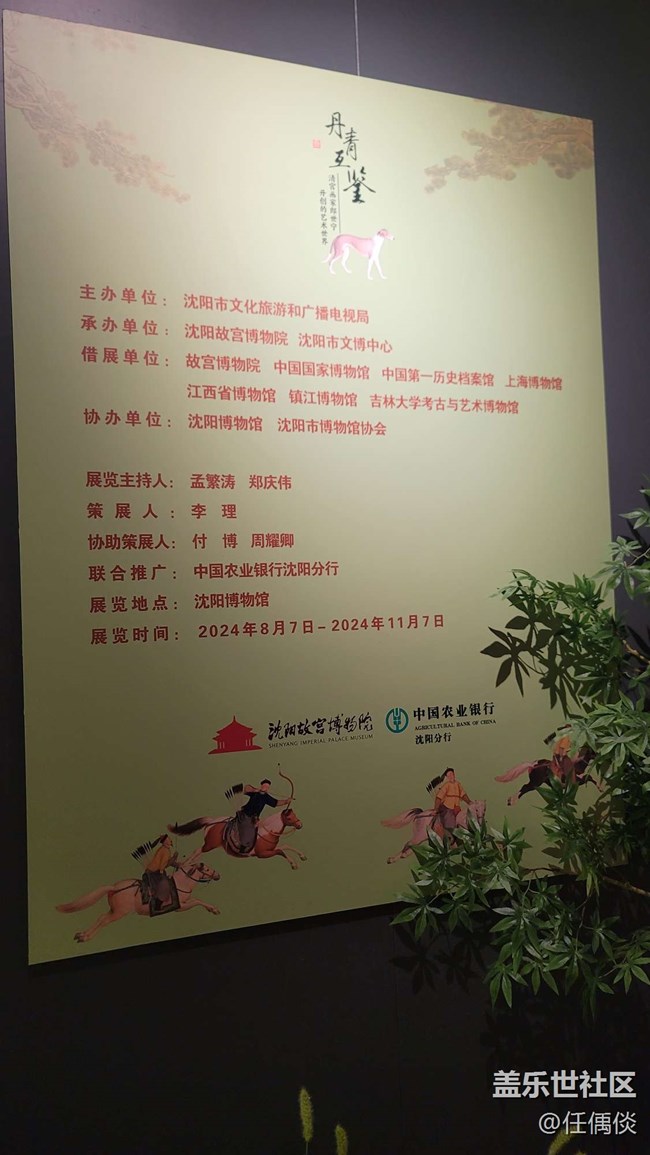 丹青互鉴
清宫画家郎世宁
开创的艺术世界
主办单位： 沈阳市文化旅游和广播电视局
承办单位： 沈阳故宫博物院 沈阳市文博中心
借展单位： 故宫博物院 中国国家博物馆 中国第一历史档案馆 上海博物馆
江西省博物馆 镇江博物馆 吉林大学考古与艺术博物馆
协办单位： 沈阳博物馆 沈阳市博物馆协会
展览主持人： 孟繁涛 郑庆伟
策展人： 李理
协助策展人： 付博 周耀卿
联合推广： 中国农业银行沈阳分行
展览地点： 沈阳博物馆
展览时间： 2024年8月7日－2024年11月7日
沈阳故宫博物院
SHENYANG IMPERIAL PALACE MUSEUM
中国农业银行
AGRICULTURAL BANK OF CHINA
沈阳分行
盖乐世社区
@任偶倓